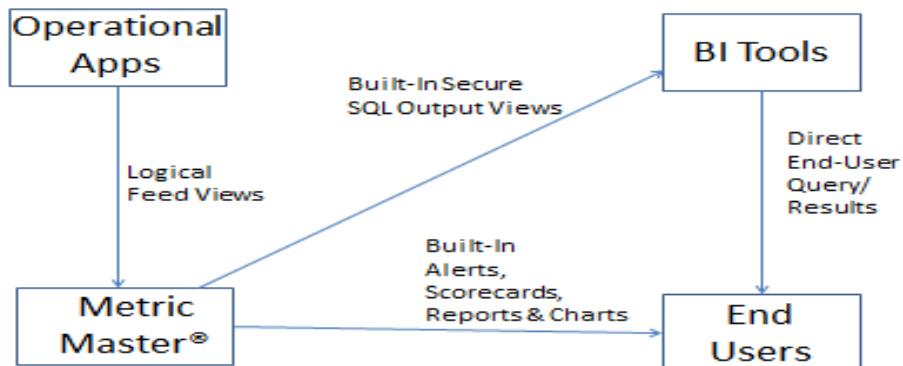 Operational
Apps
BI Tools
Built-In Secure
SQL Output Views
Direct
End-User
Query/
Results
Logical
Feed Views
Built-In
Alerts,
Scorecards,
Reports & Charts
Metric
Master®
End
Users